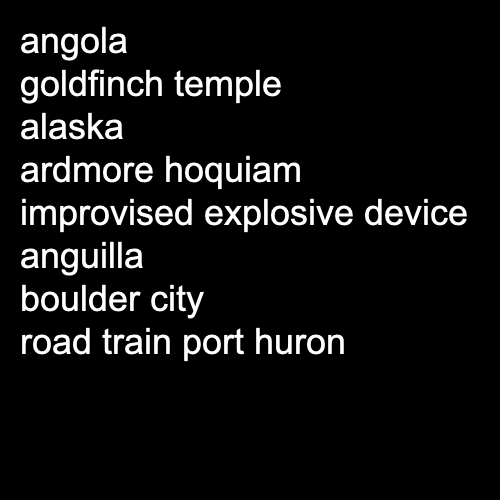 angola
goldfinch temple
alaska
ardmore hoquiam
improvised explosive device
anguilla
boulder city
road train port huron